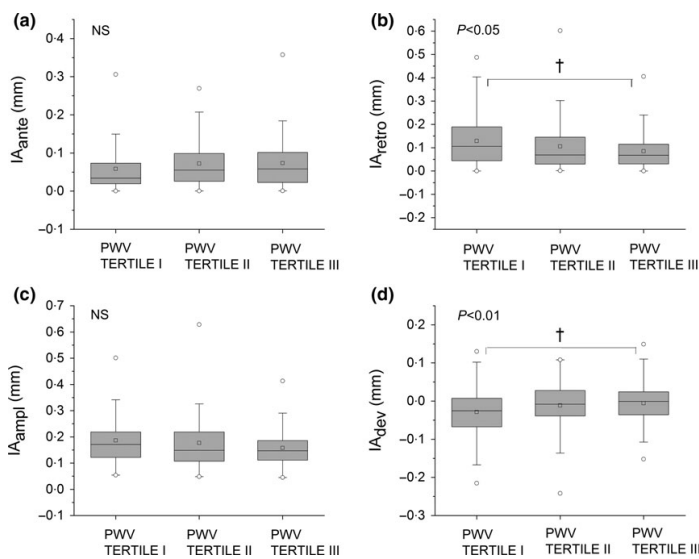 (a)
NS
0·4
0·3
0·2
0·1
0·0
–0·1
IAante (mm)
PWV TERTILE I
PWV TERTILE II
PWV TERTILE III
(b)
P<0·05
†
0·6
0·5
0·4
0·3
0·2
0·1
0·0
–0·1
–0·2
IAretro (mm)
PWV TERTILE I
PWV TERTILE II
PWV TERTILE III
(c)
NS
0·7
0·6
0·5
0·4
0·3
0·2
0·1
0·0
–0·1
IAampl (mm)
PWV TERTILE I
PWV TERTILE II
PWV TERTILE III
(d)
P<0·01
†
0·2
0·1
0·0
–0·1
–0·2
–0·3
IAdev (mm)
PWV TERTILE I
PWV TERTILE II
PWV TERTILE III